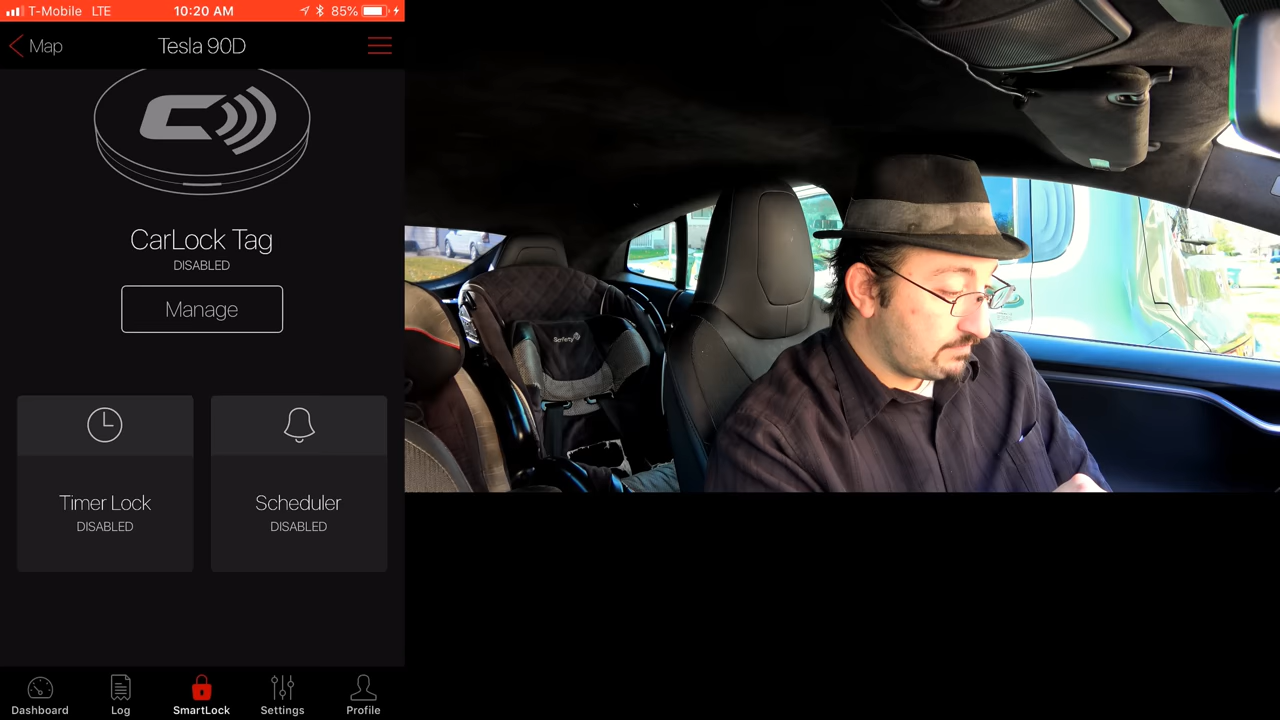 T-Mobile LTE 10:20 AM 85%
Map Tesla 90D
CarLock Tag
DISABLED
Manage
Timer Lock Scheduler
DISABLED DISABLED
Dashboard Log SmartLock Settings Profile
Safety